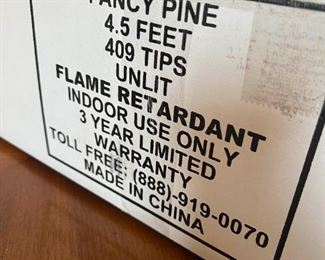 FANCY PINE
4.5 FEET
409 TIPS
UNLIT
FLAME RETARDANT
INDOOR USE ONLY
3 YEAR LIMITED
WARRANTY
TOLL FREE: (888)-919-0070
MADE IN CHINA